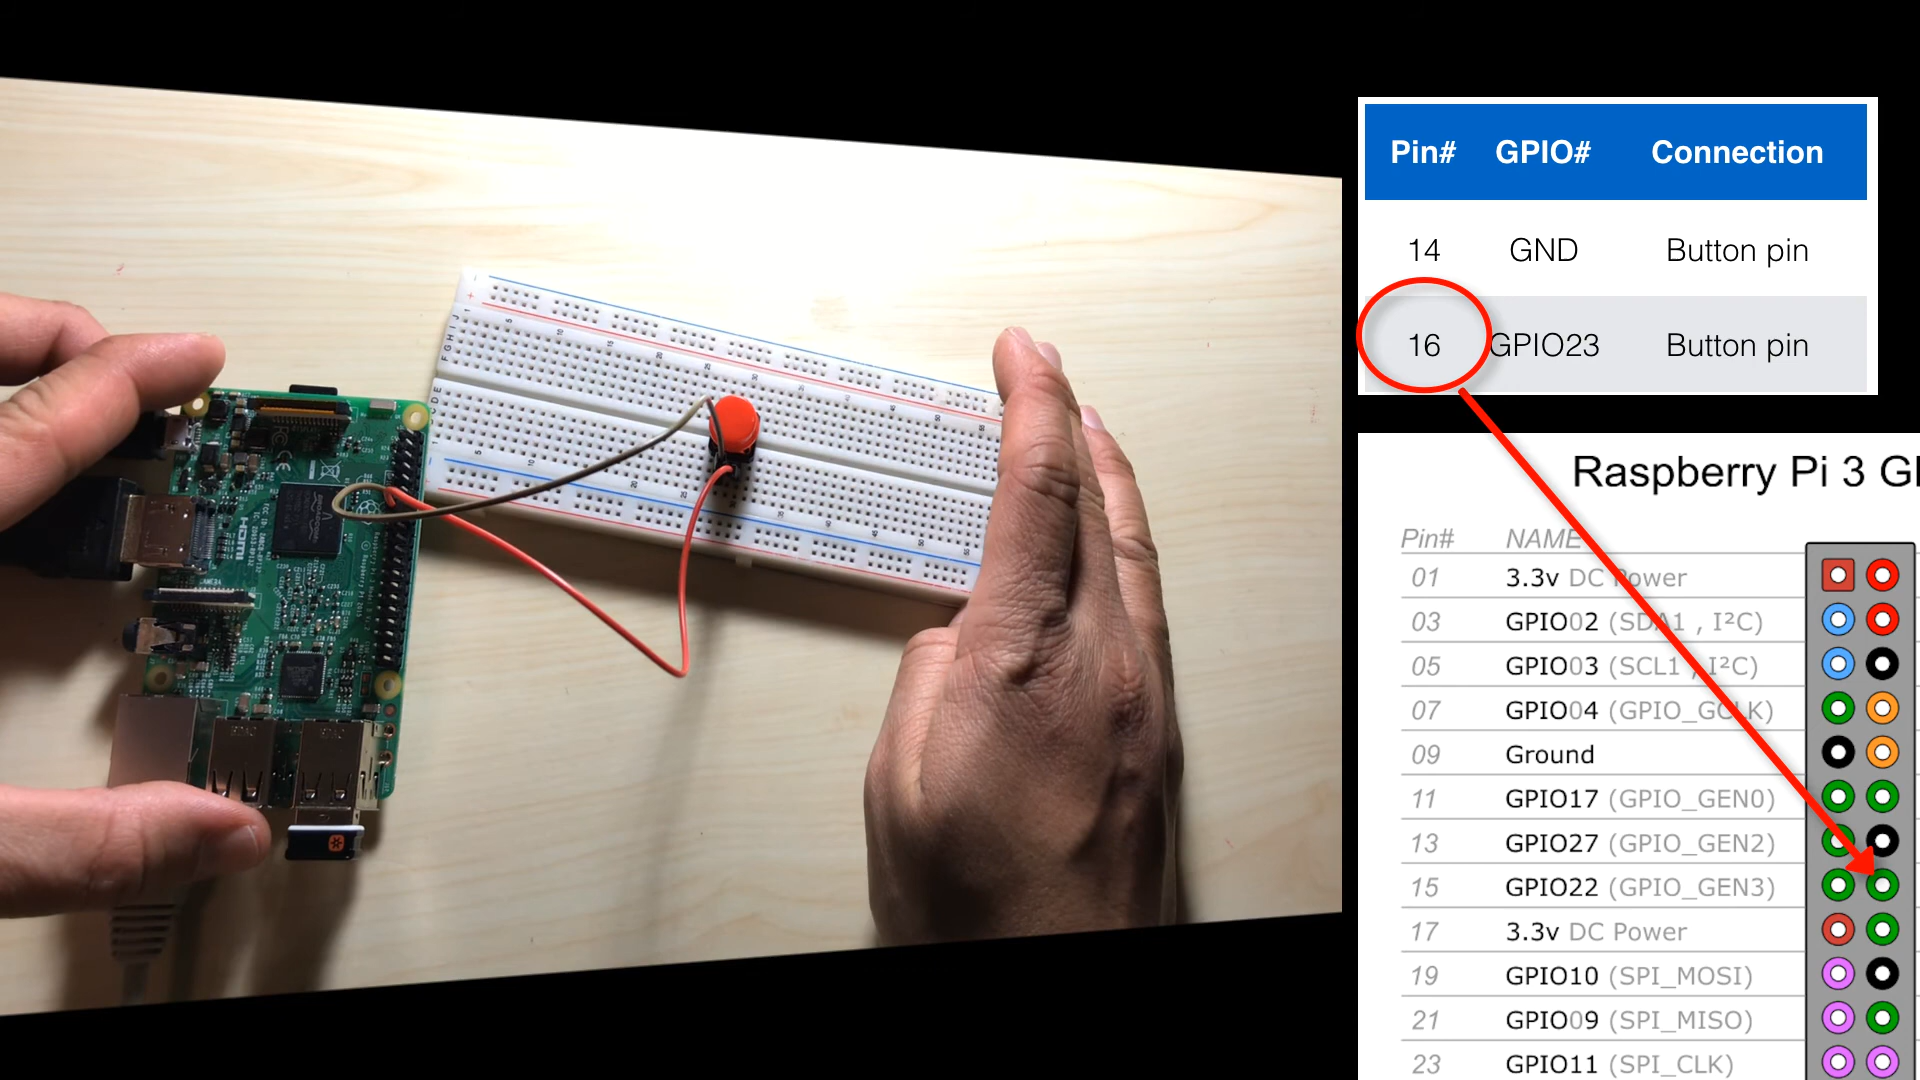 Pin# GPIO# Connection
14 GND Button pin
16 GPIO23 Button pin
Raspberry Pi 3 G
Pin# NAME
01 3.3v DC Power
03 GPIO02 (SDA1 , I²C)
05 GPIO03 (SCL1 , I²C)
07 GPIO04 (GPIO_GCLK)
09 Ground
11 GPIO17 (GPIO_GEN0)
13 GPIO27 (GPIO_GEN2)
15 GPIO22 (GPIO_GEN3)
17 3.3v DC Power
19 GPIO10 (SPI_MOSI)
21 GPIO09 (SPI_MISO)
23 GPIO11 (SPI_CLK)
HDMI
CAMERA